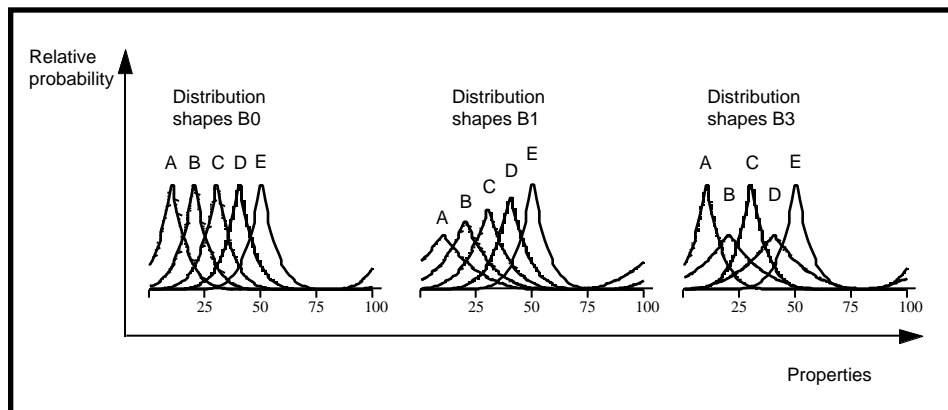 Relative
probability
Distribution
shapes B0
Distribution
shapes B1
Distribution
shapes B3
A B C D E
A B C D E
A B C D E
25 50 75 100
25 50 75 100
25 50 75 100
Properties